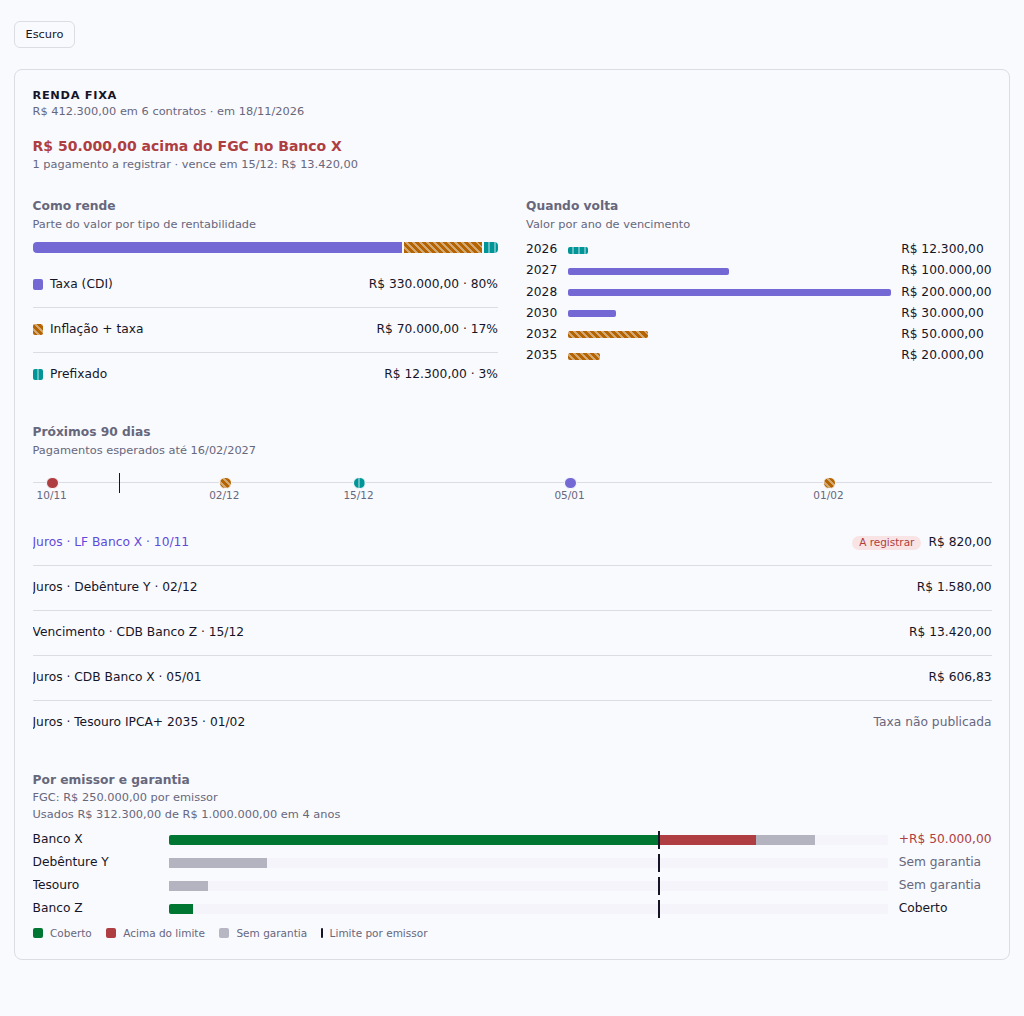 Escuro
RENDA FIXA
R$ 412.300,00 em 6 contratos · em 18/11/2026
R$ 50.000,00 acima do FGC no Banco X
1 pagamento a registrar · vence em 15/12: R$ 13.420,00
Como rende
Parte do valor por tipo de rentabilidade
Taxa (CDI) R$ 330.000,00 · 80%
Inflação + taxa R$ 70.000,00 · 17%
Prefixado R$ 12.300,00 · 3%
Quando volta
Valor por ano de vencimento
2026 R$ 12.300,00
2027 R$ 100.000,00
2028 R$ 200.000,00
2030 R$ 30.000,00
2032 R$ 50.000,00
2035 R$ 20.000,00
Próximos 90 dias
Pagamentos esperados até 16/02/2027
10/11 02/12 15/12 05/01 01/02
Juros · LF Banco X · 10/11 A registrar R$ 820,00
Juros · Debênture Y · 02/12 R$ 1.580,00
Vencimento · CDB Banco Z · 15/12 R$ 13.420,00
Juros · CDB Banco X · 05/01 R$ 606,83
Juros · Tesouro IPCA+ 2035 · 01/02 Taxa não publicada
Por emissor e garantia
FGC: R$ 250.000,00 por emissor
Usados R$ 312.300,00 de R$ 1.000.000,00 em 4 anos
Banco X +R$ 50.000,00
Debênture Y Sem garantia
Tesouro Sem garantia
Banco Z Coberto
Coberto Acima do limite Sem garantia Limite por emissor